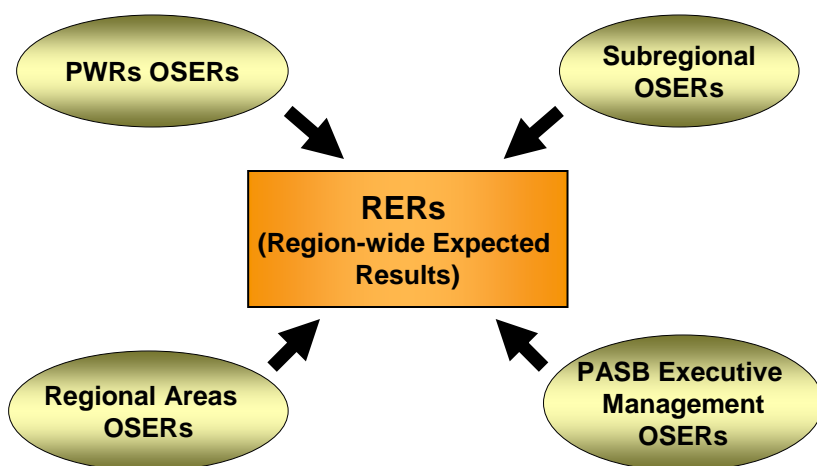 PWRs OSERs
Subregional
OSERs
RERs
(Region-wide Expected
Results)
Regional Areas
OSERs
PASB Executive
Management
OSERs